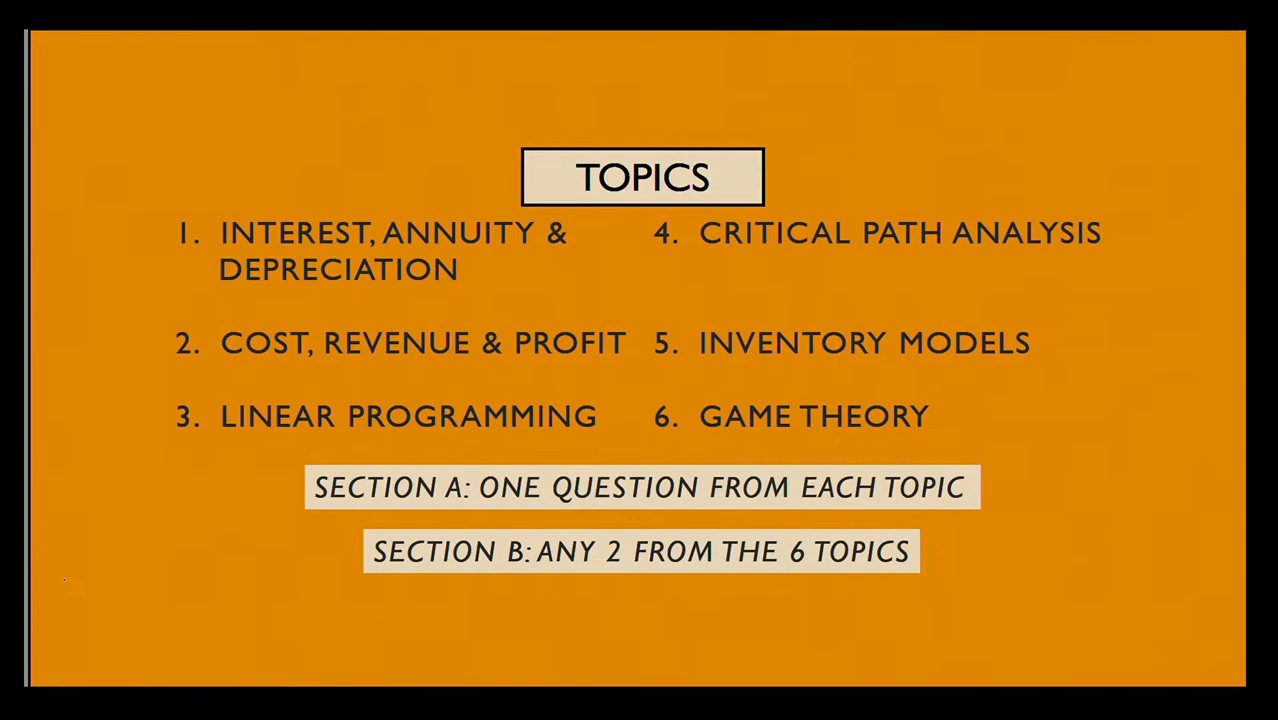 TOPICS
1. INTEREST, ANNUITY &
DEPRECIATION
2. COST, REVENUE & PROFIT
3. LINEAR PROGRAMMING
4. CRITICAL PATH ANALYSIS
5. INVENTORY MODELS
6. GAME THEORY
SECTION A: ONE QUESTION FROM EACH TOPIC
SECTION B: ANY 2 FROM THE 6 TOPICS